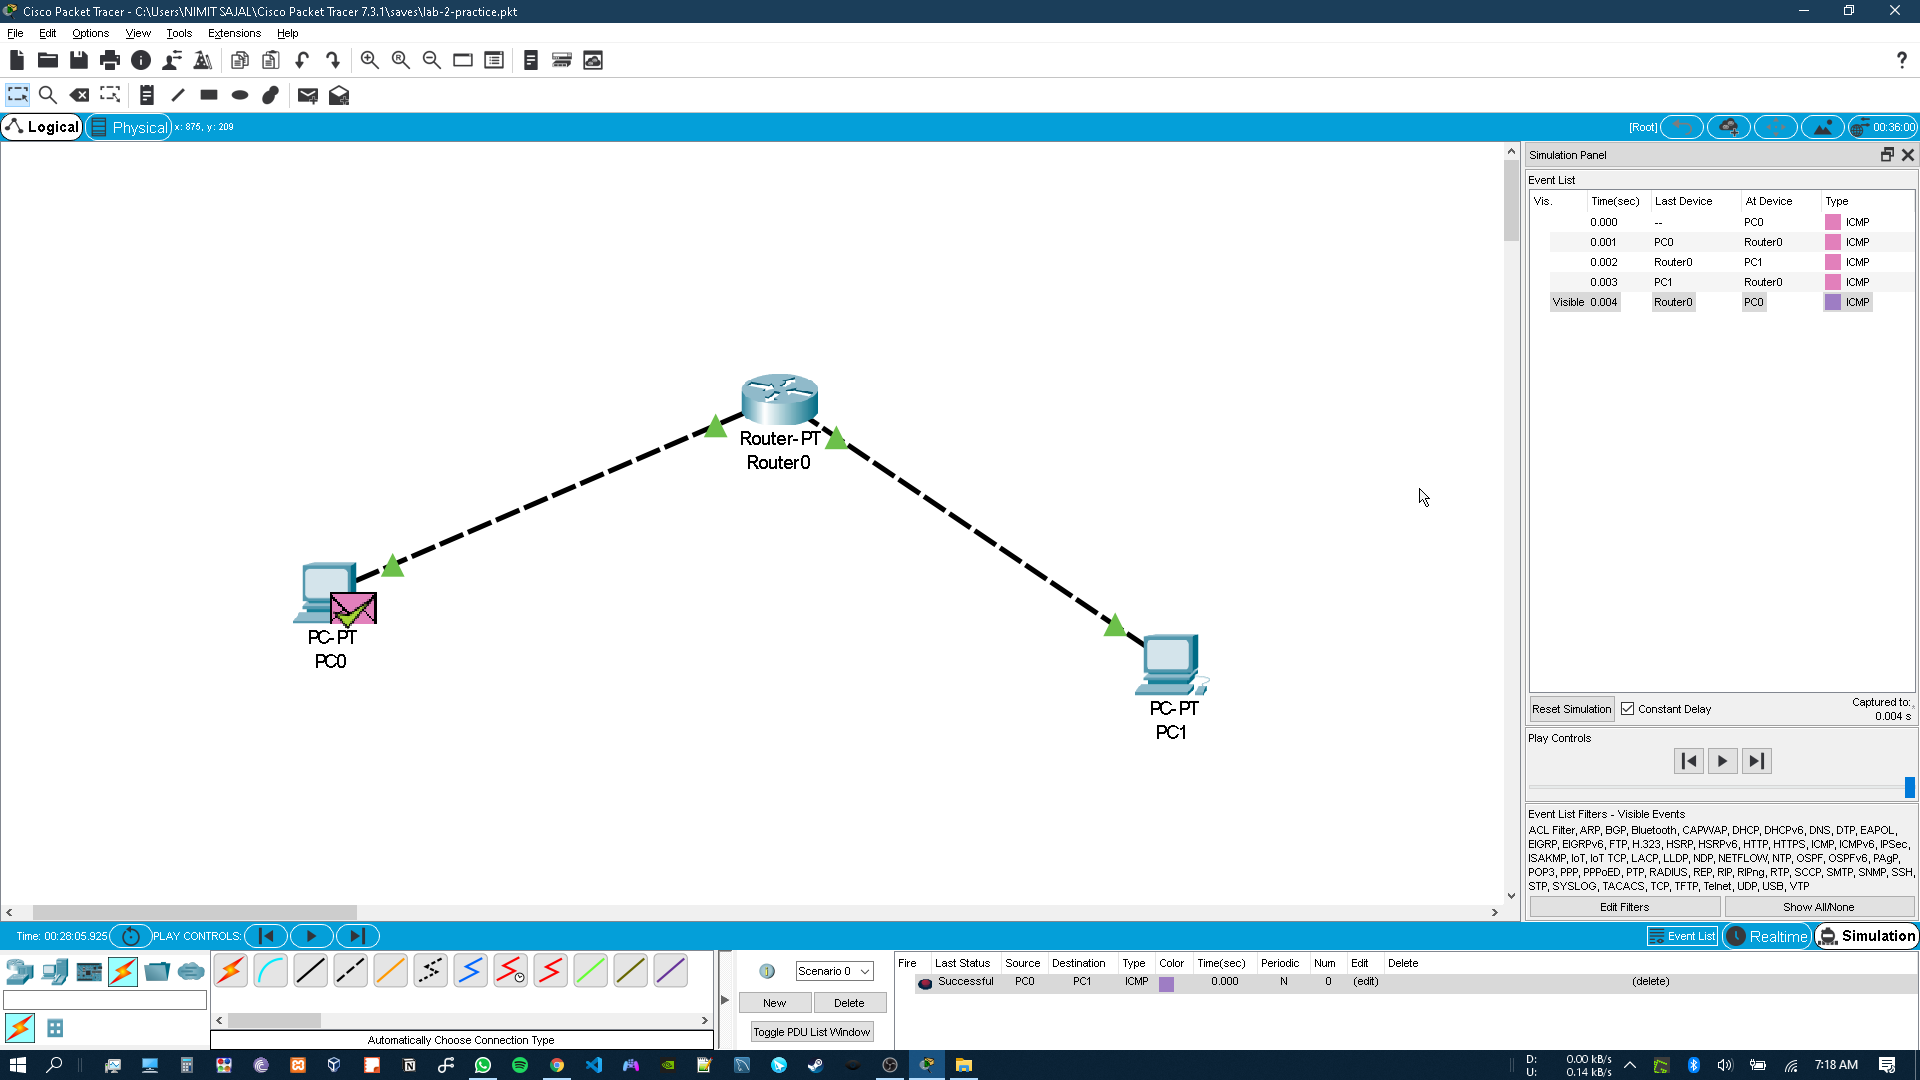 Cisco Packet Tracer - C:\Users\NIMIT SAJAL\Cisco Packet Tracer 7.3.1\saves\lab-2-practice.pkt
File Edit Options View Tools Extensions Help
?
Logical Physical x: 875, y: 209 [Root] 00:36:00
Simulation Panel
Event List
Vis. Time(sec) Last Device At Device Type
0.000 -- PC0 ICMP
0.001 PC0 Router0 ICMP
0.002 Router0 PC1 ICMP
0.003 PC1 Router0 ICMP
Visible 0.004 Router0 PC0 ICMP
Router-PT
Router0
PC-PT
PC0
PC-PT
PC1
Reset Simulation Constant Delay Captured to:
0.004 s
Play Controls
Event List Filters - Visible Events
ACL Filter, ARP, BGP, Bluetooth, CAPWAP, DHCP, DHCPv6, DNS, DTP, EAPOL,
EIGRP, EIGRPv6, FTP, H.323, HSRP, HSRPv6, HTTP, HTTPS, ICMP, ICMPv6, IPSec,
ISAKMP, IoT, IoT TCP, LACP, LLDP, NDP, NETFLOW, NTP, OSPF, OSPFv6, PAgP,
POP3, PPP, PPPoED, PTP, RADIUS, REP, RIP, RIPng, RTP, SCCP, SMTP, SNMP, SSH,
STP, SYSLOG, TACACS, TCP, TFTP, Telnet, UDP, USB, VTP
Edit Filters Show All/None
Time: 00:28:05.925 PLAY CONTROLS: Event List Realtime Simulation
Scenario 0
New Delete
Toggle PDU List Window
Fire Last Status Source Destination Type Color Time(sec) Periodic Num Edit Delete
Successful PC0 PC1 ICMP 0.000 N 0 (edit) (delete)
Automatically Choose Connection Type
D: 0.00 kB/s
U: 0.14 kB/s
7:18 AM